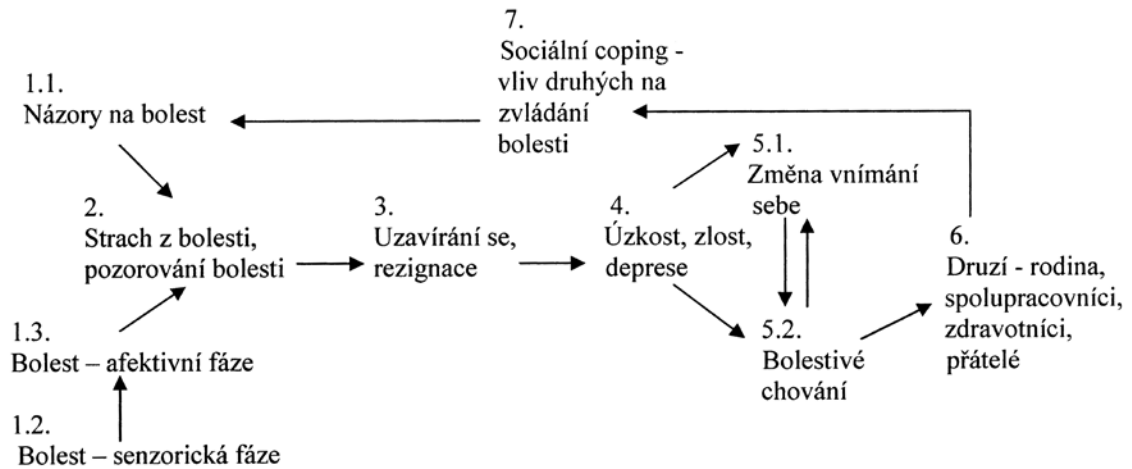 7.
Sociální coping -
vliv druhých na
zvládání
bolesti
1.1.
Názory na bolest
5.1.
Změna vnímání
sebe
2.
Strach z bolesti,
pozorování bolesti
3.
Uzavírání se,
rezignace
4.
Úzkost, zlost,
deprese
6.
Druzí - rodina,
spolupracovníci,
zdravotníci,
přátelé
1.3.
Bolest – afektivní fáze
5.2.
Bolestivé
chování
1.2.
Bolest – senzorická fáze